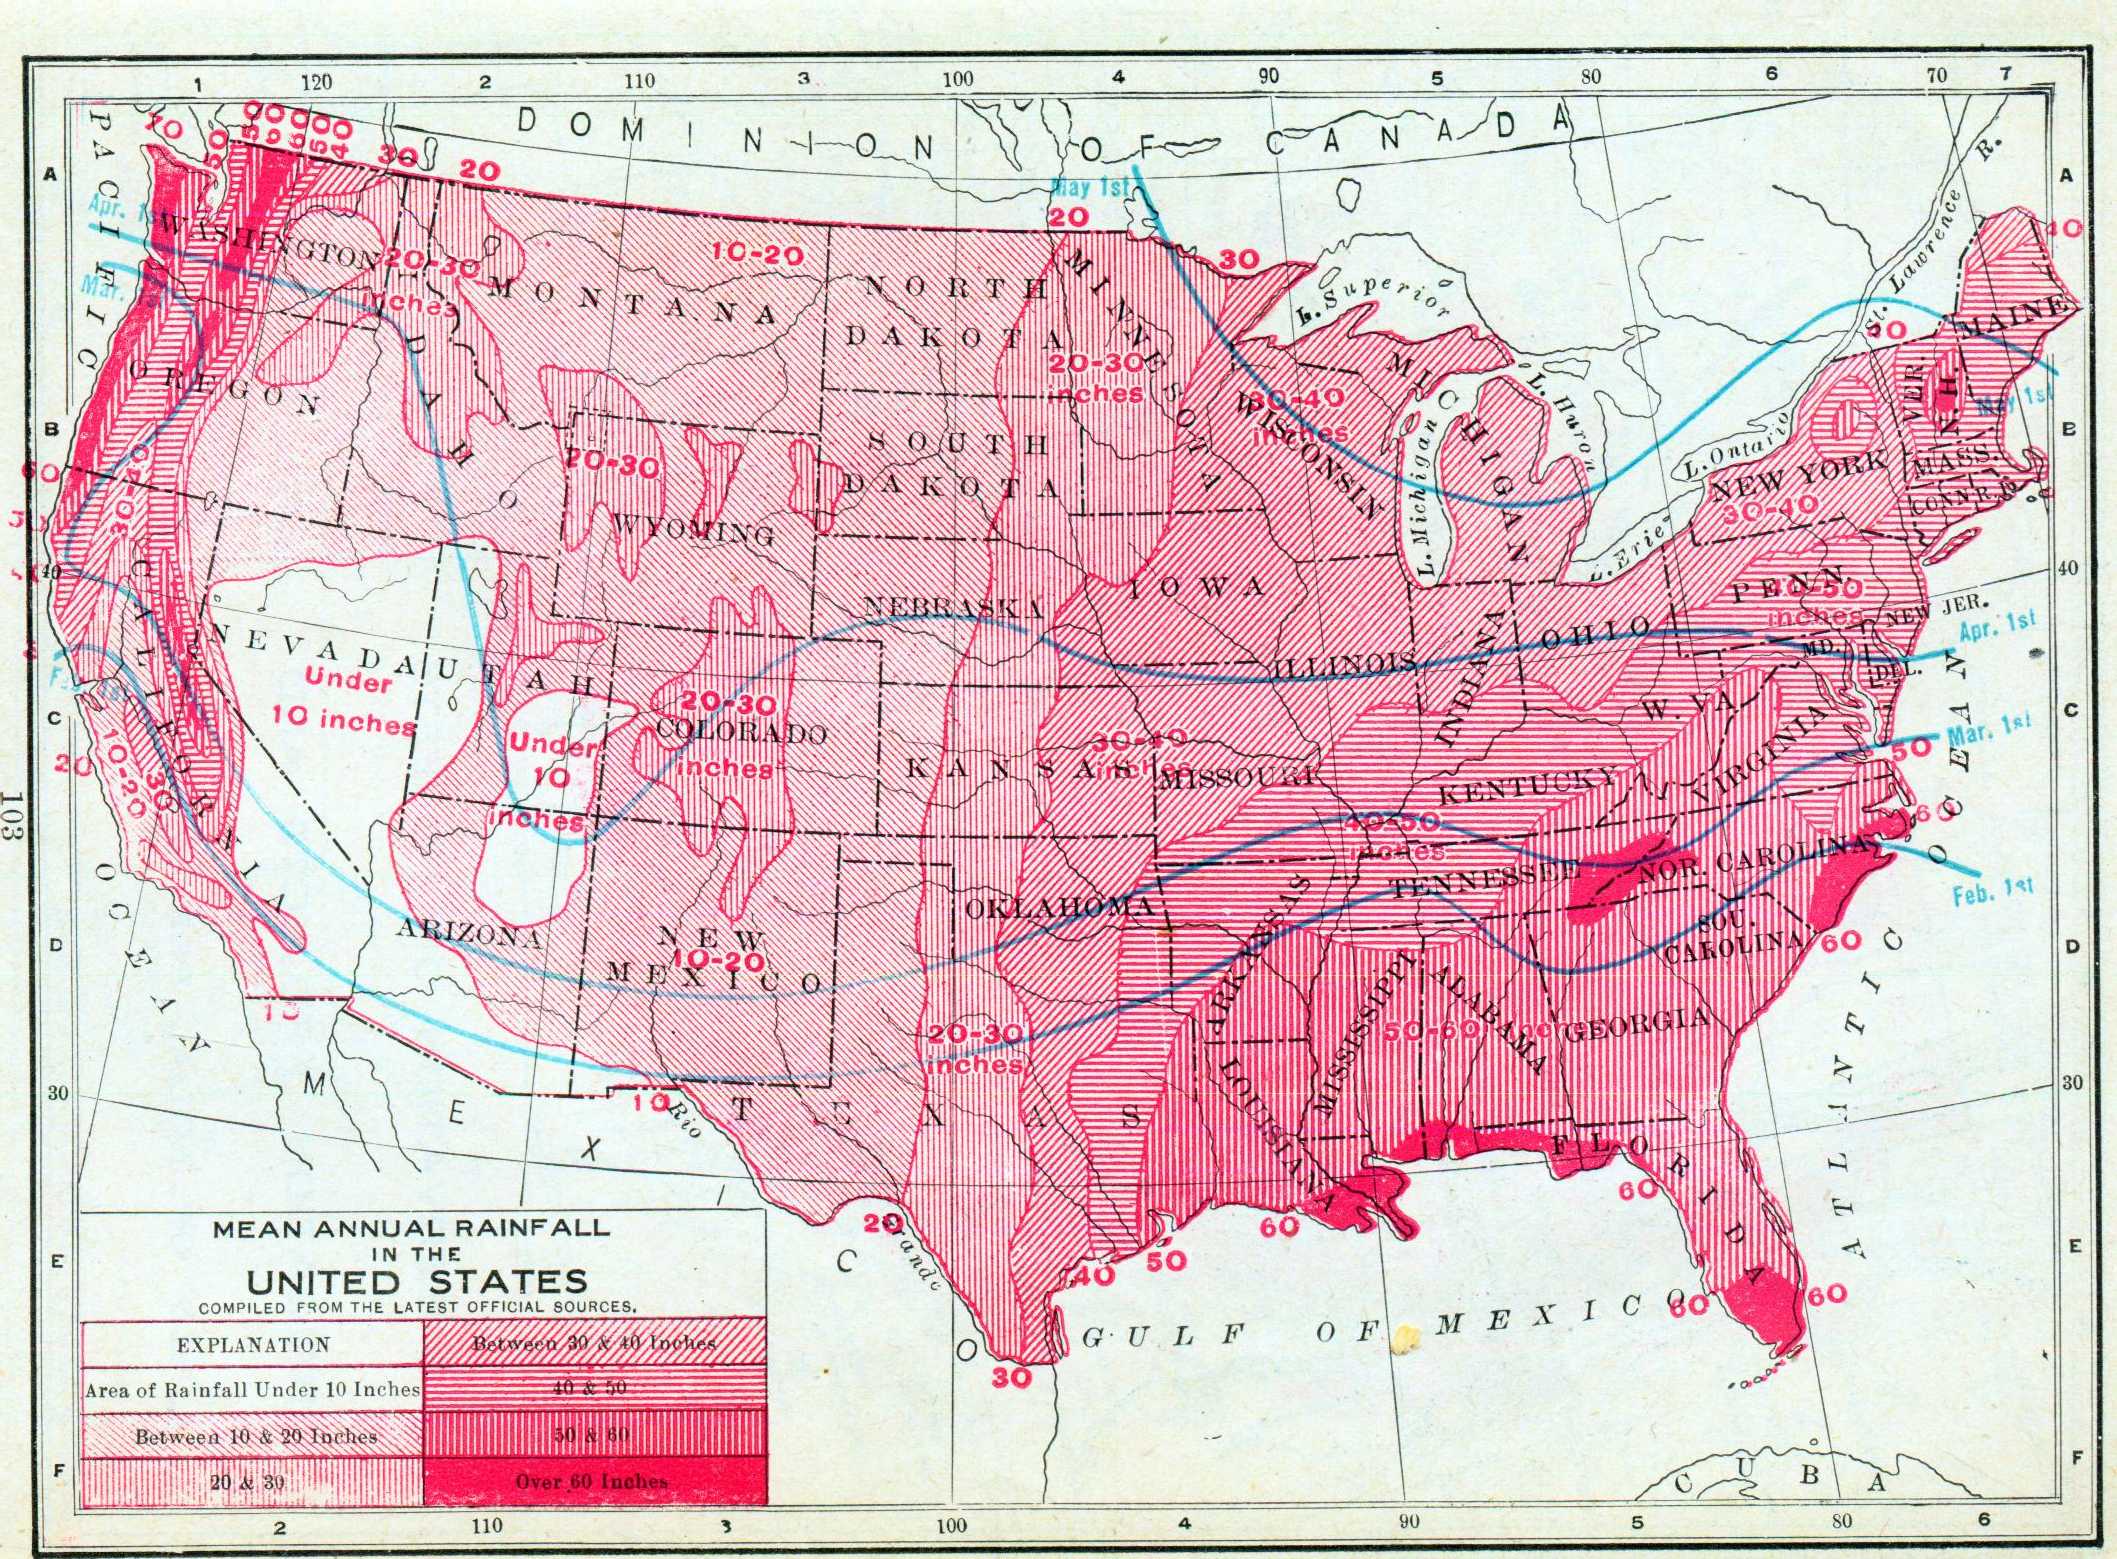 1 120 2 110 3 100 4 90 5 80 6 70 7
DOMINION OF CANADA
PACIFIC
OCEAN
70 50 50 60 60 50 40 30 20
20
30
40
A
A
May 1st
Apr. 1st
Mar. 1st
WASHINGTON
20-30
inches
10-20
MONTANA
NORTH
DAKOTA
MINNESOTA
20-30
inches
L. Superior
St. Lawrence R.
MAINE
May 1st
OREGON
IDAHO
SOUTH
DAKOTA
30-40
inches
WISCONSIN
MICHIGAN
L. Michigan
L. Huron
L. Ontario
L. Erie
VER.
N.H.
MASS.
CONN.
R.I.
NEW YORK
30-40
B
B
60
30-40
20-30
WYOMING
IOWA
NEBRASKA
PENN.
40-50
inches
NEW JER.
40
40
CALIFORNIA
NEVADA
UTAH
Under
10 inches
Under
10
inches
20-30
COLORADO
inches
30-40
inches
KANSAS
MISSOURI
ILLINOIS
INDIANA
OHIO
W. VA.
MD.
DEL.
VIRGINIA
Apr. 1st
Mar. 1st
Feb. 1st
Feb. 1st
C
C
20
10-20
30
50
60
KENTUCKY
40-50
inches
TENNESSEE
NOR. CAROLINA
SOU.
CAROLINA
60
ARIZONA
NEW
10-20
MEXICO
OKLAHOMA
ARKANSAS
D
D
10
20-30
inches
TEXAS
LOUISIANA
MISSISSIPPI
ALABAMA
50-60
GEORGIA
FLORIDA
30
30
10
Rio
Grande
MEXICO
ATLANTIC
OCEAN
20
30
40
50
60
60
60
60
E
E
GULF OF MEXICO
CUBA
F
F
MEAN ANNUAL RAINFALL
IN THE
UNITED STATES
COMPILED FROM THE LATEST OFFICIAL SOURCES.
EXPLANATION
Area of Rainfall Under 10 Inches
Between 10 & 20 Inches
20 & 30
Between 30 & 40 Inches
40 & 50
50 & 60
Over 60 Inches
2 110 3 100 4 90 5 80 6
103